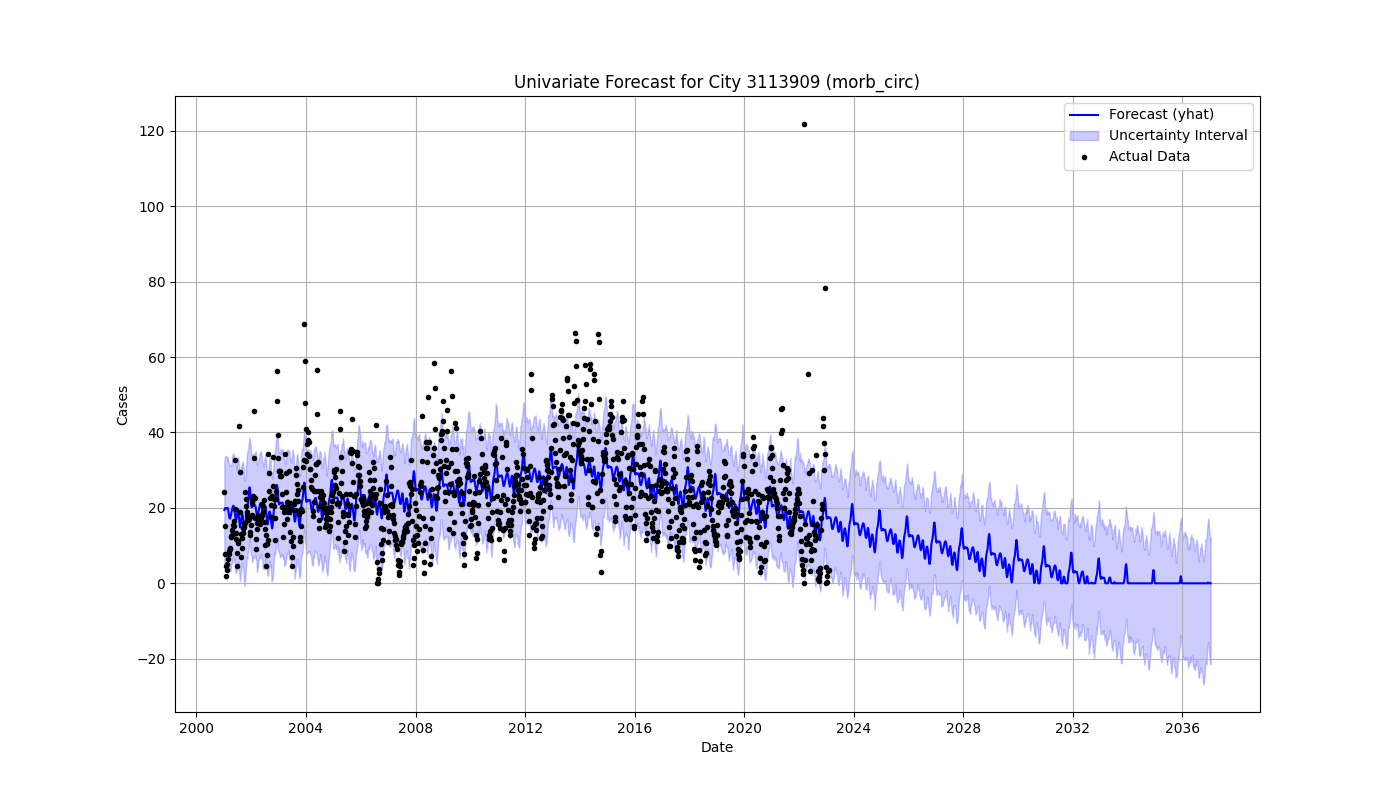 Univariate Forecast for City 3113909 (morb_circ)
Forecast (yhat)
Uncertainty Interval
Actual Data
120
100
80
60
40
20
0
−20
Cases
2000 2004 2008 2012 2016 2020 2024 2028 2032 2036
Date